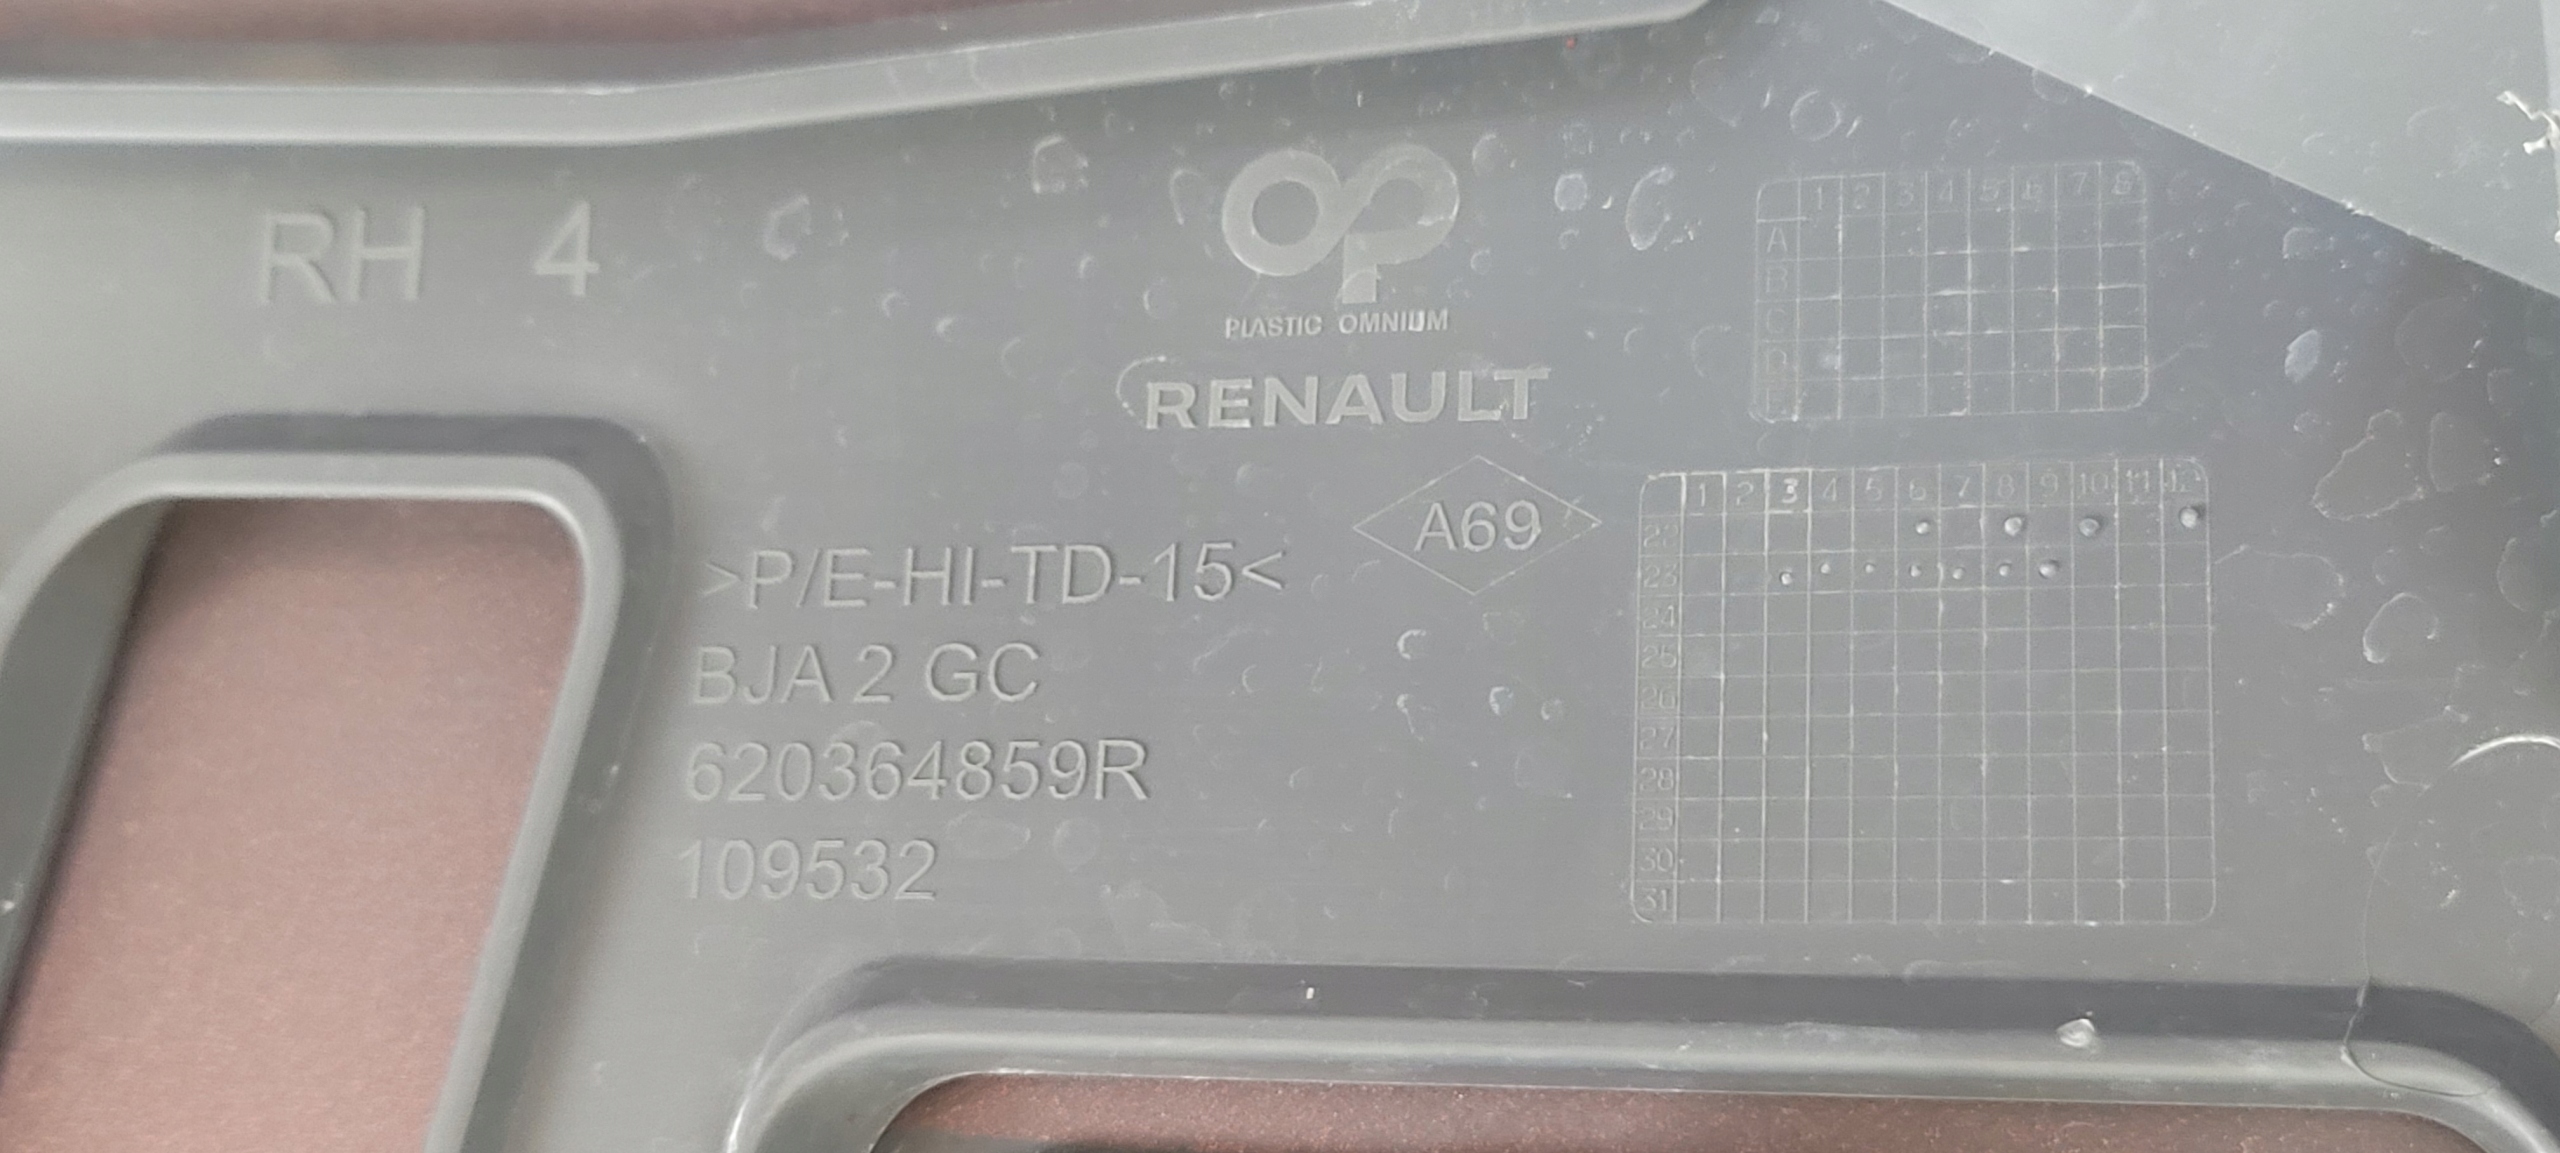 RH 4
OP
PLASTIC OMNIUM
RENAULT
A69
>P/E-HI-TD-15<
BJA 2 GC
620364859R
109532
1 2 3 4 5 6 7 8
A
B
C
D
1 2 3 4 5 6 7 8 9 10 11 12
23
24
25
26
27
28
29
30
31